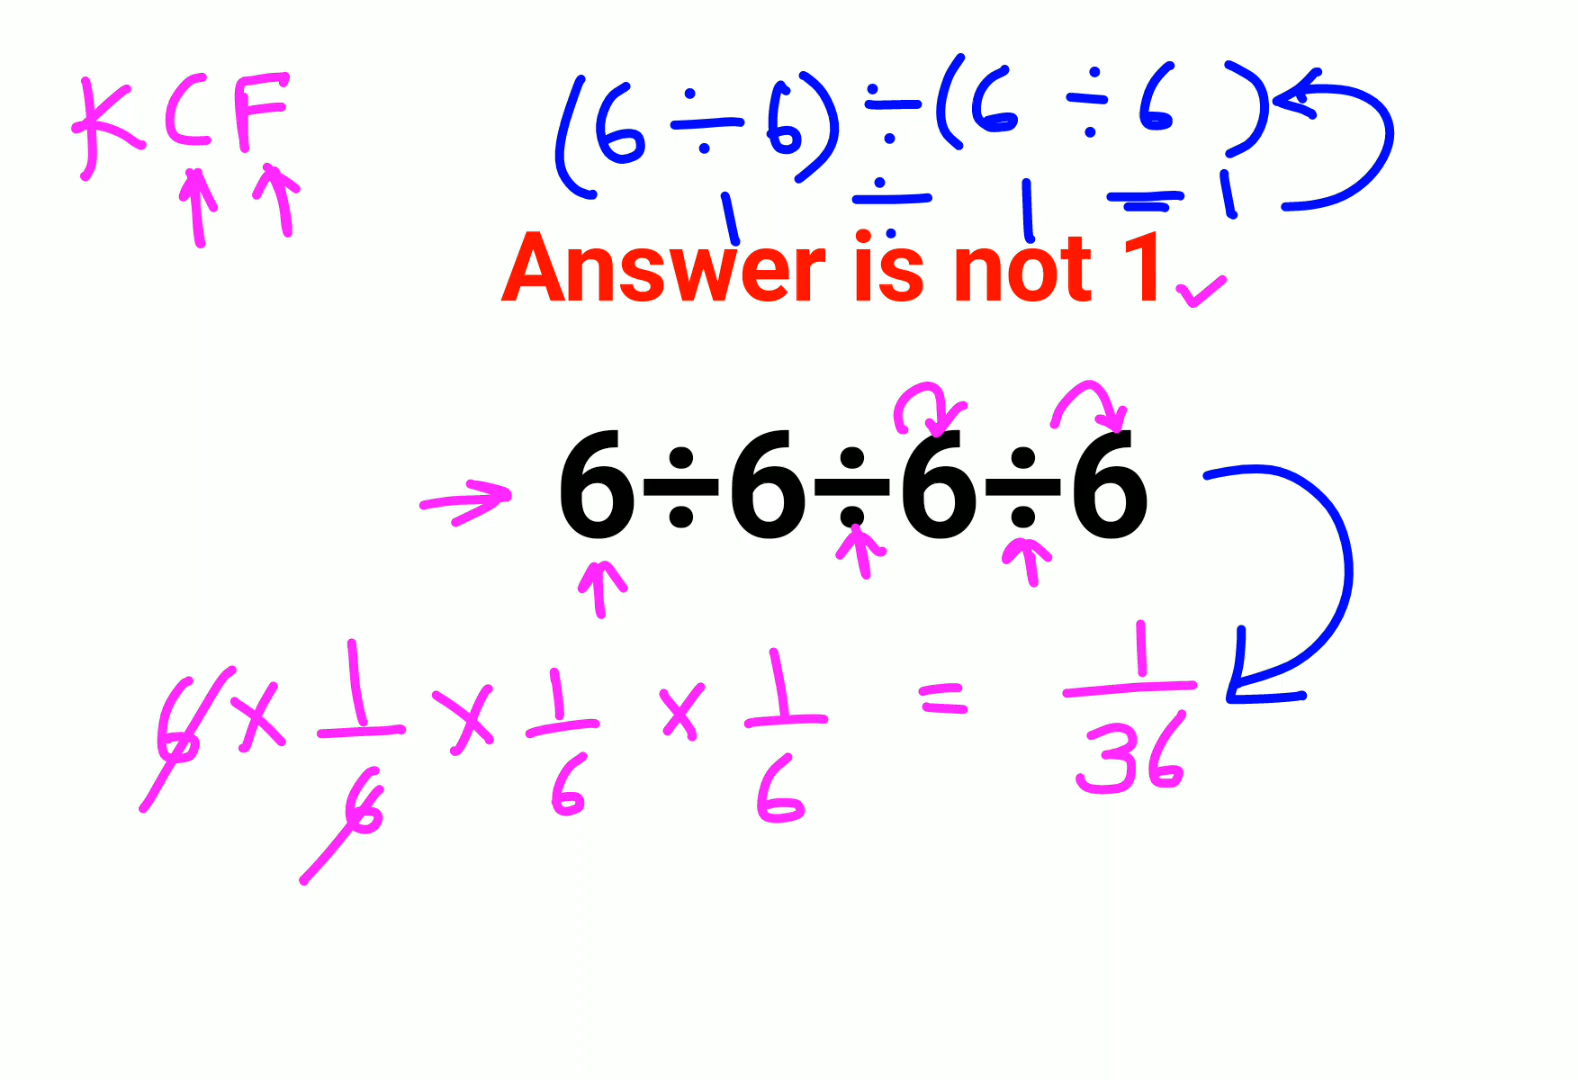 KCF
(6 ÷ 6) ÷ (6 ÷ 6)
1 ÷ 1 = 1
Answer is not 1
6÷6÷6÷6
6 × 1/6 × 1/6 × 1/6 = 1/36